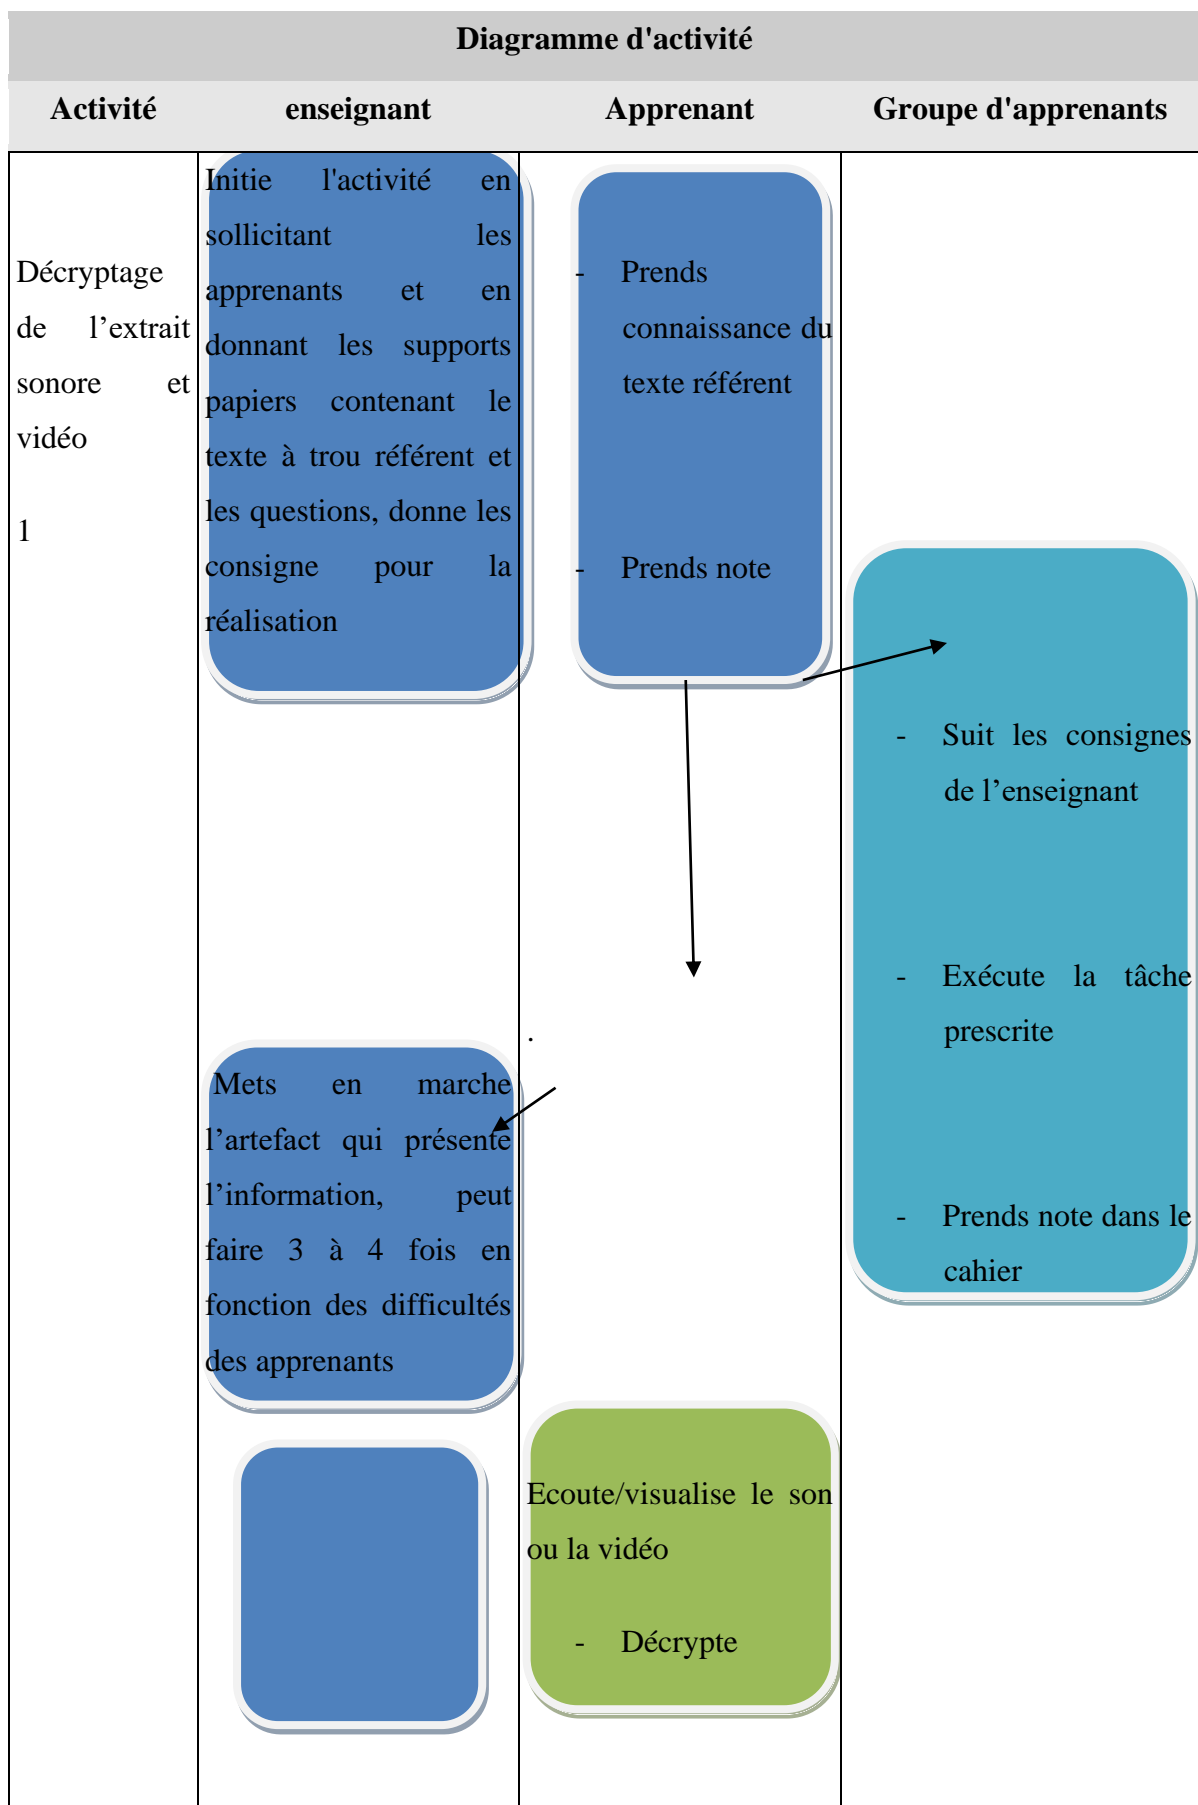 Diagramme d'activité
Activité enseignant Apprenant Groupe d'apprenants
Décryptage
de l’extrait
sonore et
vidéo
1
Initie l'activité en
sollicitant les
apprenants et en
donnant les supports
papiers contenant le
texte à trou référent et
les questions, donne les
consigne pour la
réalisation
- Prends
connaissance du
texte référent
- Prends note
- Suit les consignes
de l’enseignant
- Exécute la tâche
prescrite
- Prends note dans le
cahier
.
Mets en marche
l’artefact qui présente
l’information, peut
faire 3 à 4 fois en
fonction des difficultés
des apprenants
Ecoute/visualise le son
ou la vidéo
- Décrypte